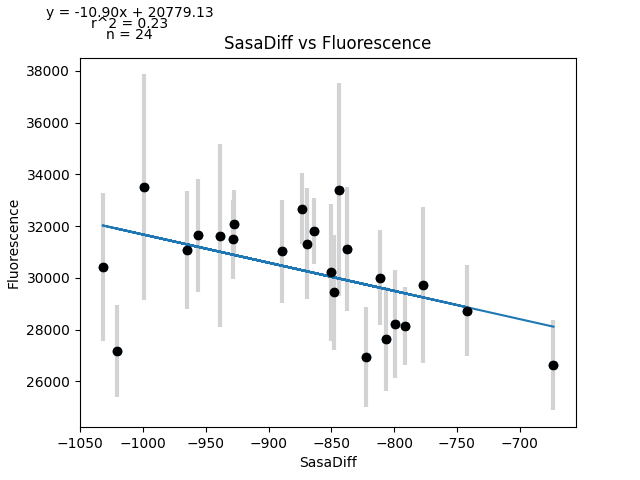 y = -10.90x + 20779.13
r^2 = 0.23
n = 24
SasaDiff vs Fluorescence
38000
36000
34000
32000
30000
28000
26000
Fluorescence
−1050 −1000 −950 −900 −850 −800 −750 −700
SasaDiff